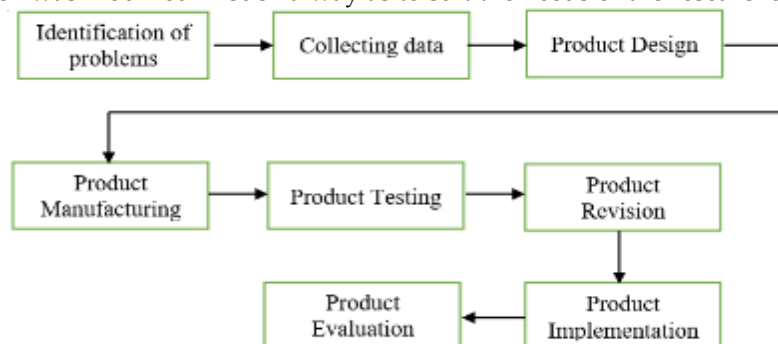 Identification of
problems
Collecting data
Product Design
Product
Manufacturing
Product Testing
Product
Revision
Product
Evaluation
Product
Implementation